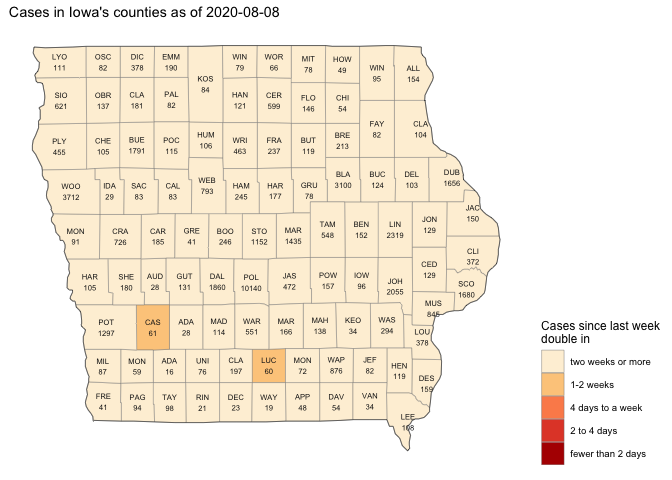 Cases in Iowa's counties as of 2020-08-08
LYO OSC DIC EMM WIN WOR MIT HOW WIN ALL
111 82 378 190 79 66 78 49 95 154
KOS
84
SIO OBR CLA PAL HAN CER FLO CHI
621 137 181 82 121 599 146 54
FAY CLA
82 104
PLY CHE BUE POC HUM WRI FRA BUT BRE
455 105 1791 115 106 463 237 119 213
WOO IDA SAC CAL WEB HAM HAR GRU BLA BUC DEL DUB
3712 29 83 83 793 245 177 78 3100 124 103 1656
JAC
150
MON CRA CAR GRE BOO STO MAR TAM BEN LIN JON
91 726 185 41 246 1152 1435 548 152 2319 129
CLI
372
HAR SHE AUD GUT DAL POL JAS POW IOW JOH CED SCO
105 180 28 131 1860 10140 472 157 96 2055 129 1680
MUS
845
POT CAS ADA MAD WAR MAR MAH KEO WAS LOU
1297 61 28 114 551 166 138 34 294 378
MIL MON ADA UNI CLA LUC MON WAP JEF HEN DES
87 59 16 76 197 60 72 876 82 119 159
FRE PAG TAY RIN DEC WAY APP DAV VAN LEE
41 94 98 21 23 19 48 54 34 108
Cases since last week
double in
two weeks or more
1-2 weeks
4 days to a week
2 to 4 days
fewer than 2 days